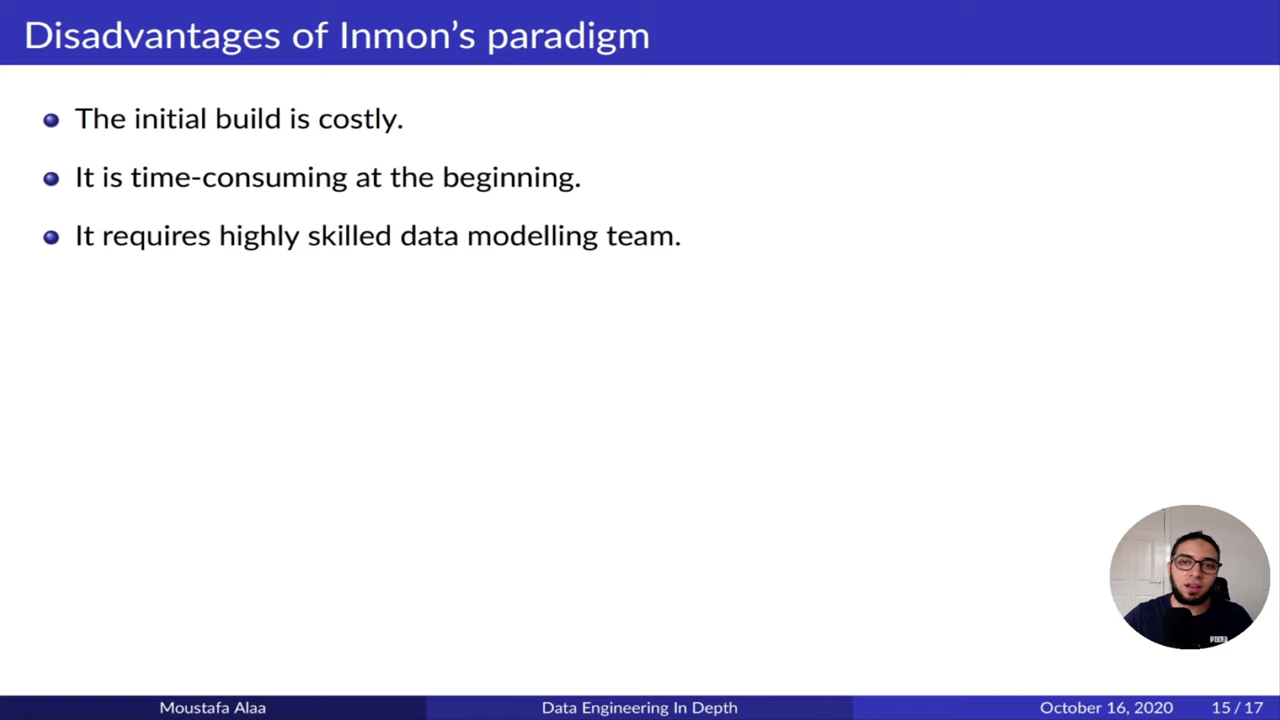 Disadvantages of Inmon's paradigm
The initial build is costly.
It is time-consuming at the beginning.
It requires highly skilled data modelling team.
Moustafa Alaa
Data Engineering In Depth
October 16, 2020
15 / 17